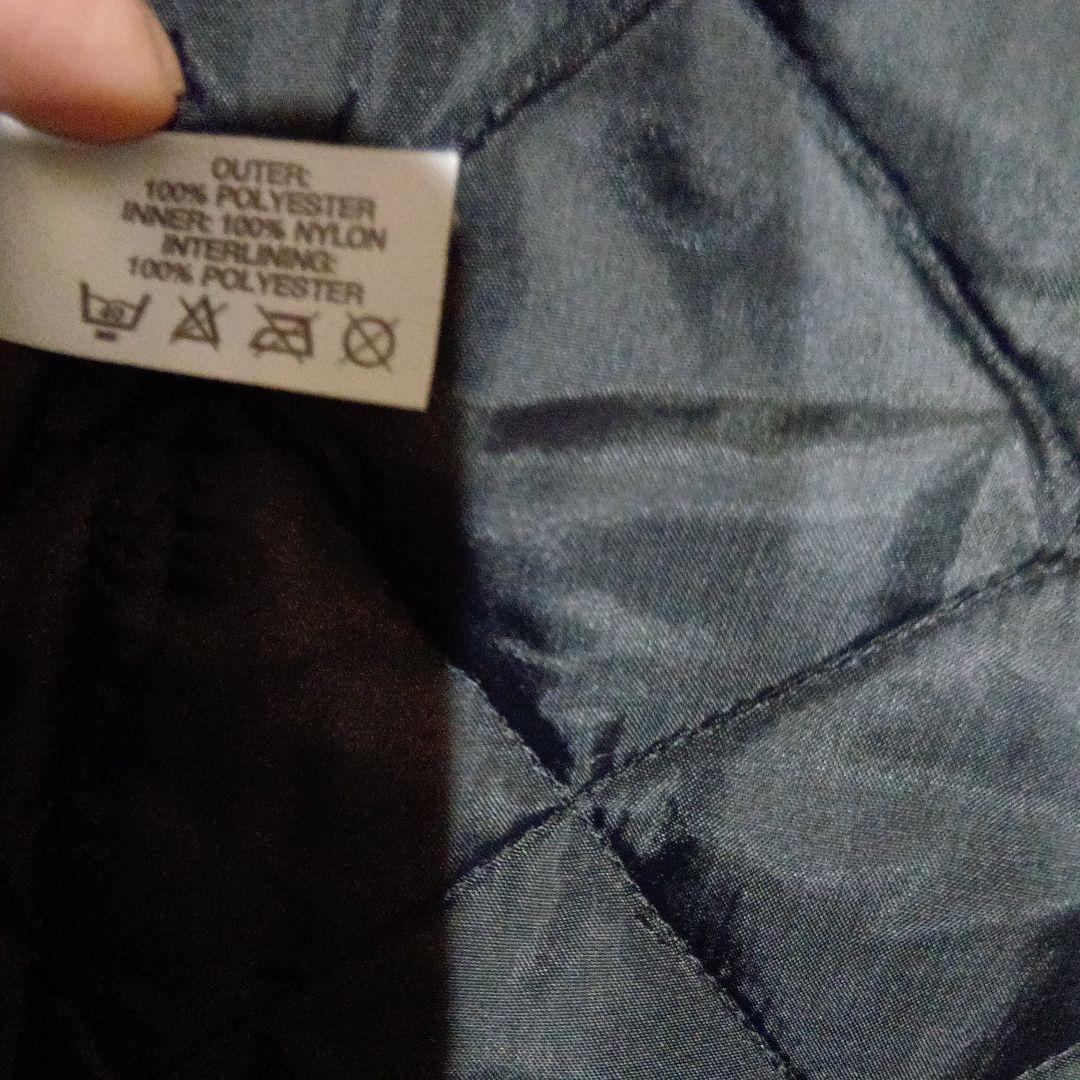 OUTER:
100% POLYESTER
INNER: 100% NYLON
INTERLINING:
100% POLYESTER